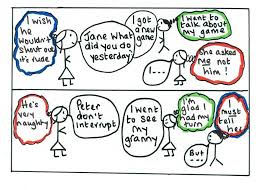 I wish
he
wouldn't
shout out
it's rude
Jane What
did you do
yesterday
I got a
new
game
I want to
talk about
my game
I---
She asked
me not
him!
He's
very
naughty
Peter
don't
interrupt
I went
to see
my
granny
I'm
glad I
had my
turn
But---
I
must
tell
her